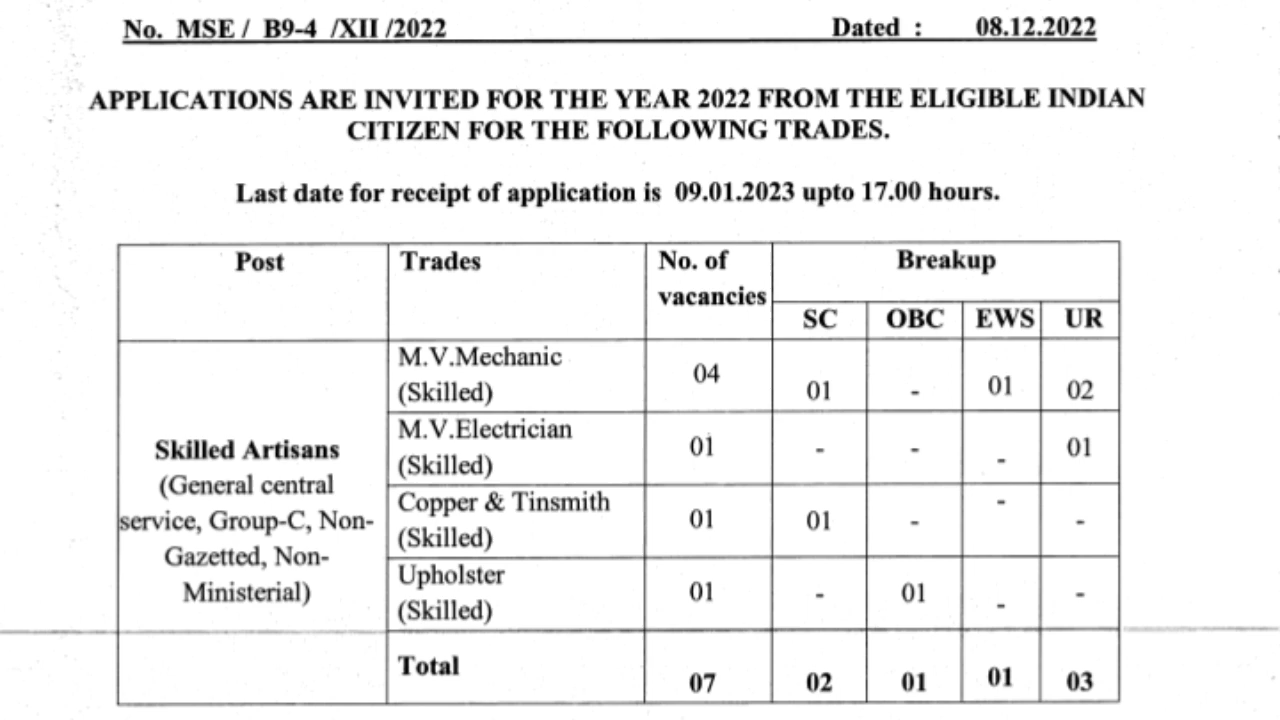 No. MSE / B9-4 /XII /2022 Dated : 08.12.2022
APPLICATIONS ARE INVITED FOR THE YEAR 2022 FROM THE ELIGIBLE INDIAN
CITIZEN FOR THE FOLLOWING TRADES.
Last date for receipt of application is 09.01.2023 upto 17.00 hours.
Post Trades No. of vacancies Breakup
SC OBC EWS UR
Skilled Artisans
(General central
service, Group-C, Non-
Gazetted, Non-
Ministerial)
M.V.Mechanic
(Skilled) 04 01 - 01 02
M.V.Electrician
(Skilled) 01 - - - 01
Copper & Tinsmith
(Skilled) 01 01 - - -
Upholster
(Skilled) 01 - 01 - -
Total 07 02 01 01 03